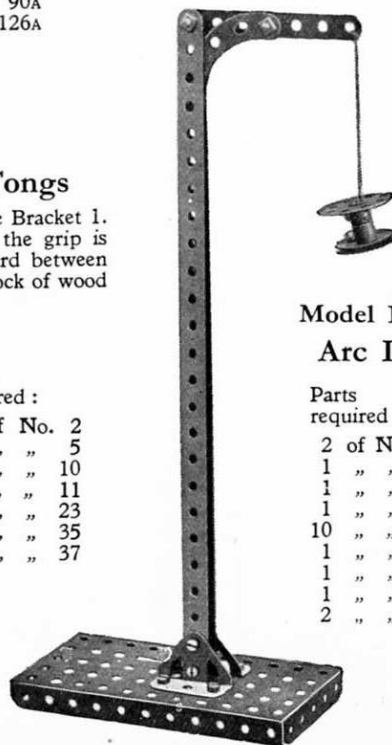 90A
126A
Tongs
e Bracket 1.
the grip is
rd between
ock of wood
red :
f No. 2
„ „ 5
„ „ 10
„ „ 11
„ „ 23
„ „ 35
„ „ 37
Model
Arc
Parts
required
2 of N
1 „ „
1 „ „
1 „ „
10 „ „
1 „ „
1 „ „
1 „ „
2 „ „